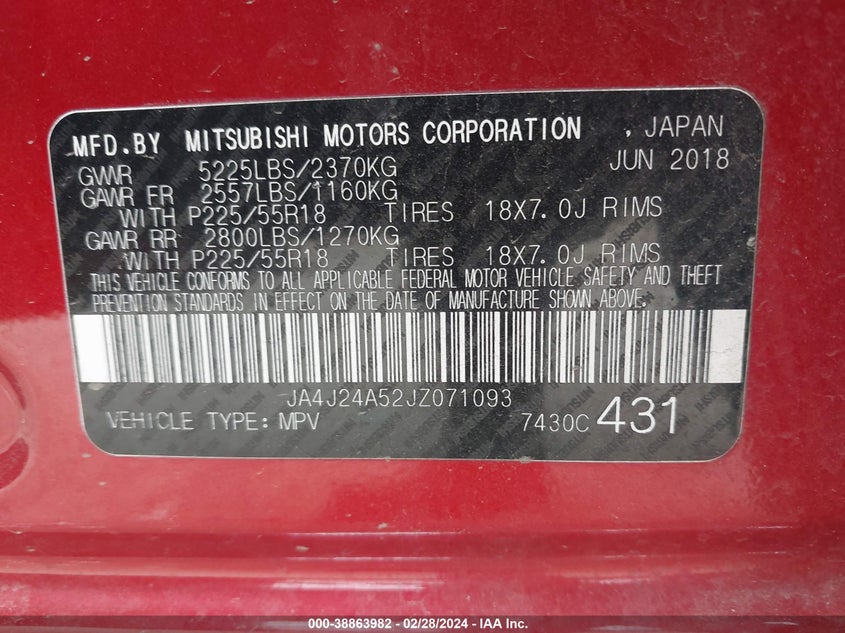 MFD.BY MITSUBISHI MOTORS CORPORATION , JAPAN
GVWR 5225LBS/2370KG JUN 2018
GAWR FR 2557LBS/1160KG
WITH P225/55R18 TIRES 18X7.0J RIMS
GAWR RR 2800LBS/1270KG
WITH P225/55R18 TIRES 18X7.0J RIMS
THIS VEHICLE CONFORMS TO ALL APPLICABLE FEDERAL MOTOR VEHICLE SAFETY AND THEFT
PREVENTION STANDARDS IN EFFECT ON THE DATE OF MANUFACTURE SHOWN ABOVE.
JA4J24A52JZ071093
VEHICLE TYPE: MPV 7430C 431
000-38863982 / 02/28/2024 - IAA Inc.